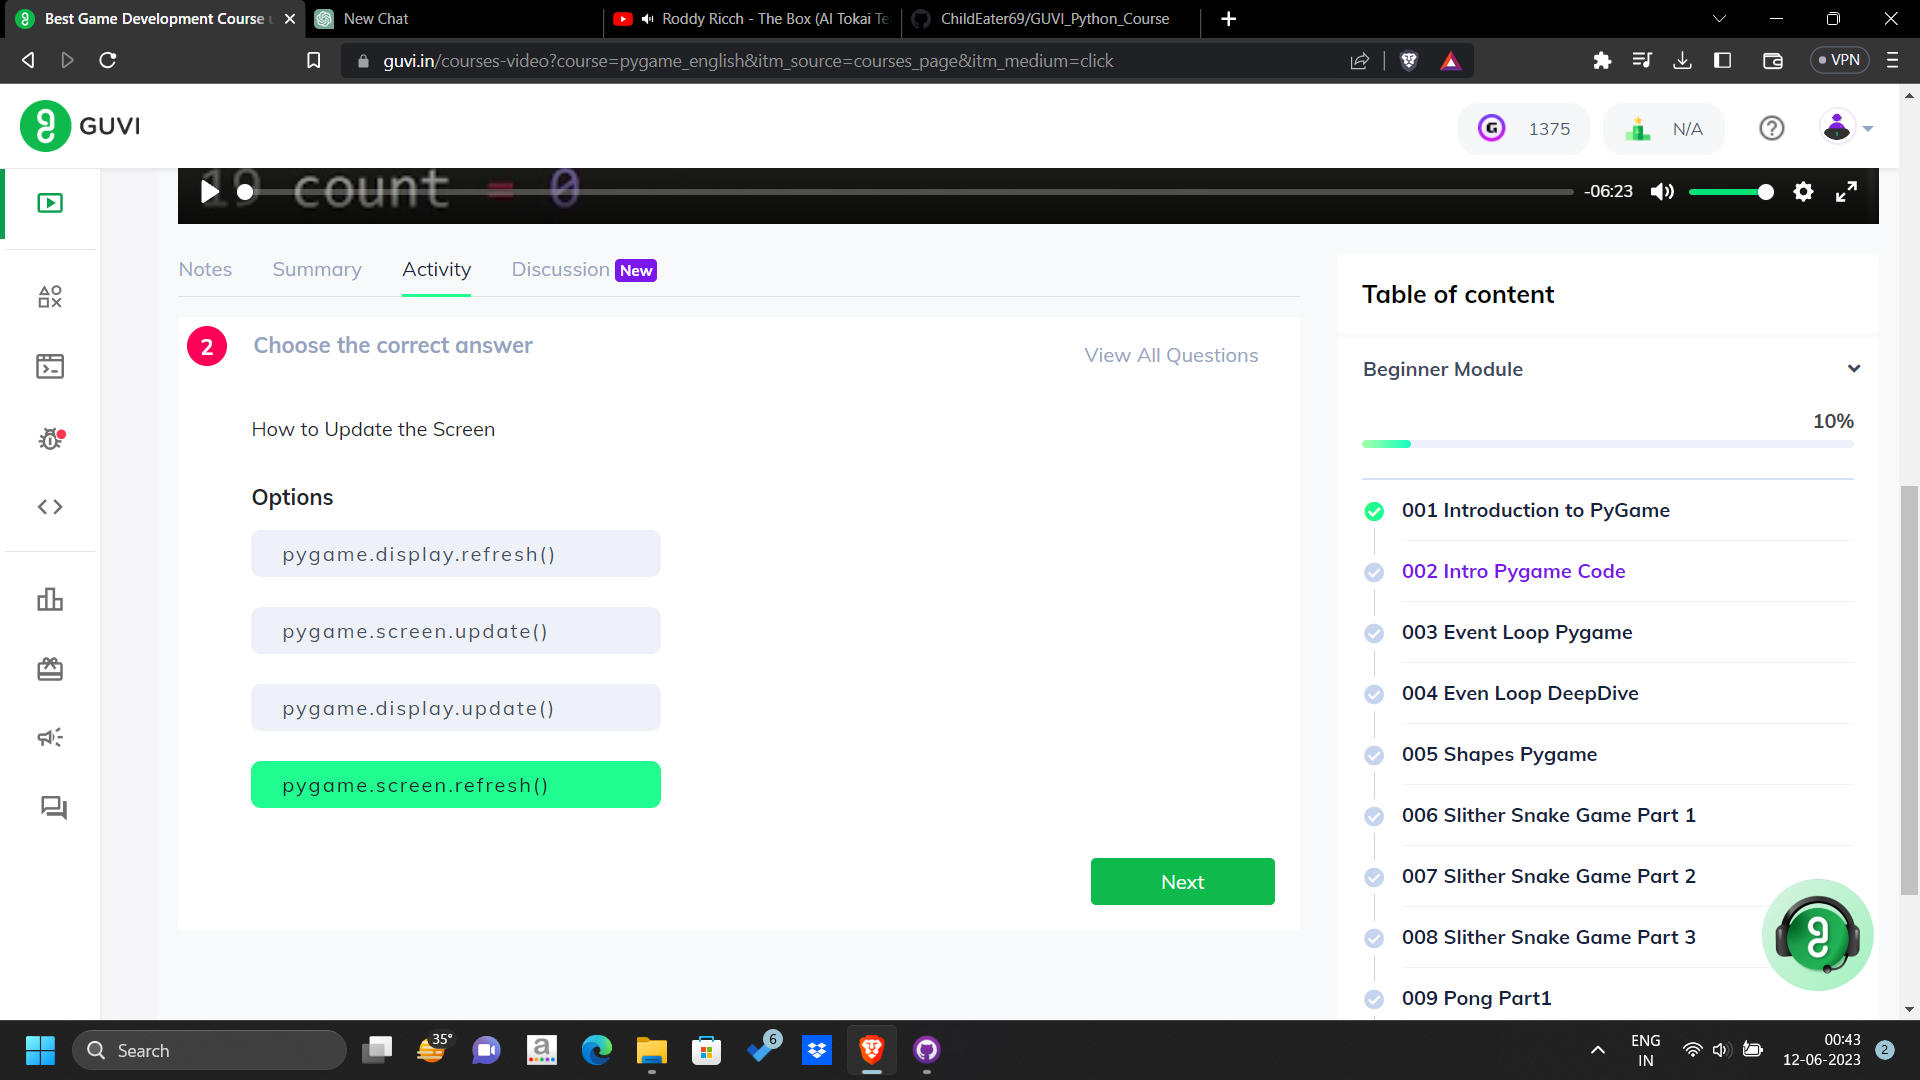 Best Game Development Course u
New Chat
Roddy Ricch - The Box (AI Tokai Te
ChildEater69/GUVI_Python_Course
guvi.in/courses-video?course=pygame_english&itm_source=courses_page&itm_medium=click
VPN
GUVI
G
1375
N/A
19 count = 0
-06:23
Notes
Summary
Activity
Discussion
New
2
Choose the correct answer
View All Questions
How to Update the Screen
Options
pygame.display.refresh()
pygame.screen.update()
pygame.display.update()
pygame.screen.refresh()
Next
Table of content
Beginner Module
10%
001 Introduction to PyGame
002 Intro Pygame Code
003 Event Loop Pygame
004 Even Loop DeepDive
005 Shapes Pygame
006 Slither Snake Game Part 1
007 Slither Snake Game Part 2
008 Slither Snake Game Part 3
009 Pong Part1
Search
35°
a
6
ENG
IN
00:43
12-06-2023
2